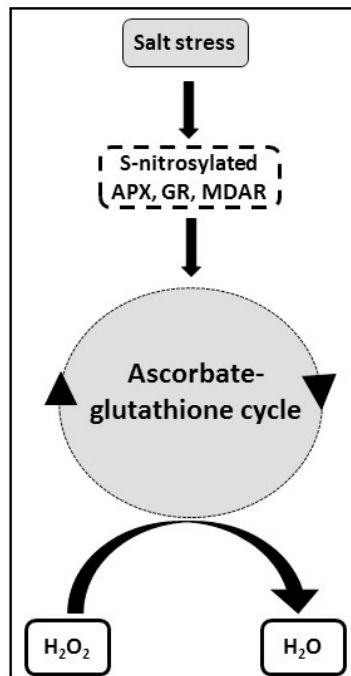 Salt stress
S-nitrosylated
APX, GR, MDAR
Ascorbate-
glutathione cycle
H₂O₂
H₂O